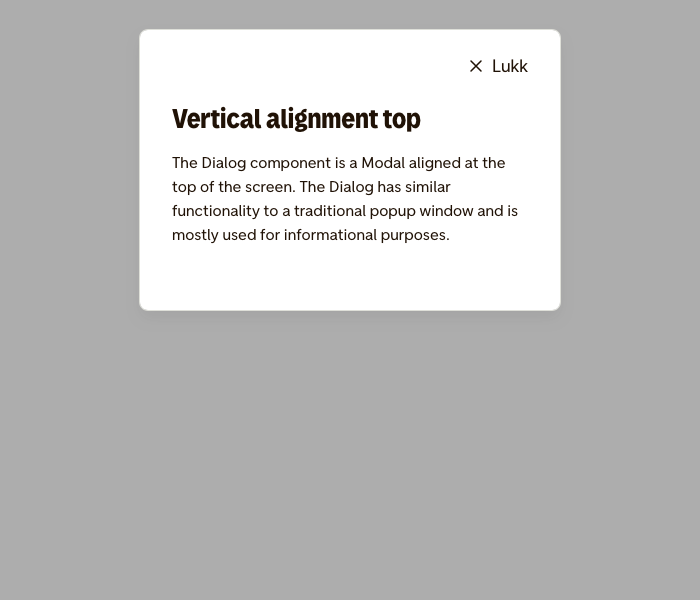 Lukk
Vertical alignment top
The Dialog component is a Modal aligned at the
top of the screen. The Dialog has similar
functionality to a traditional popup window and is
mostly used for informational purposes.